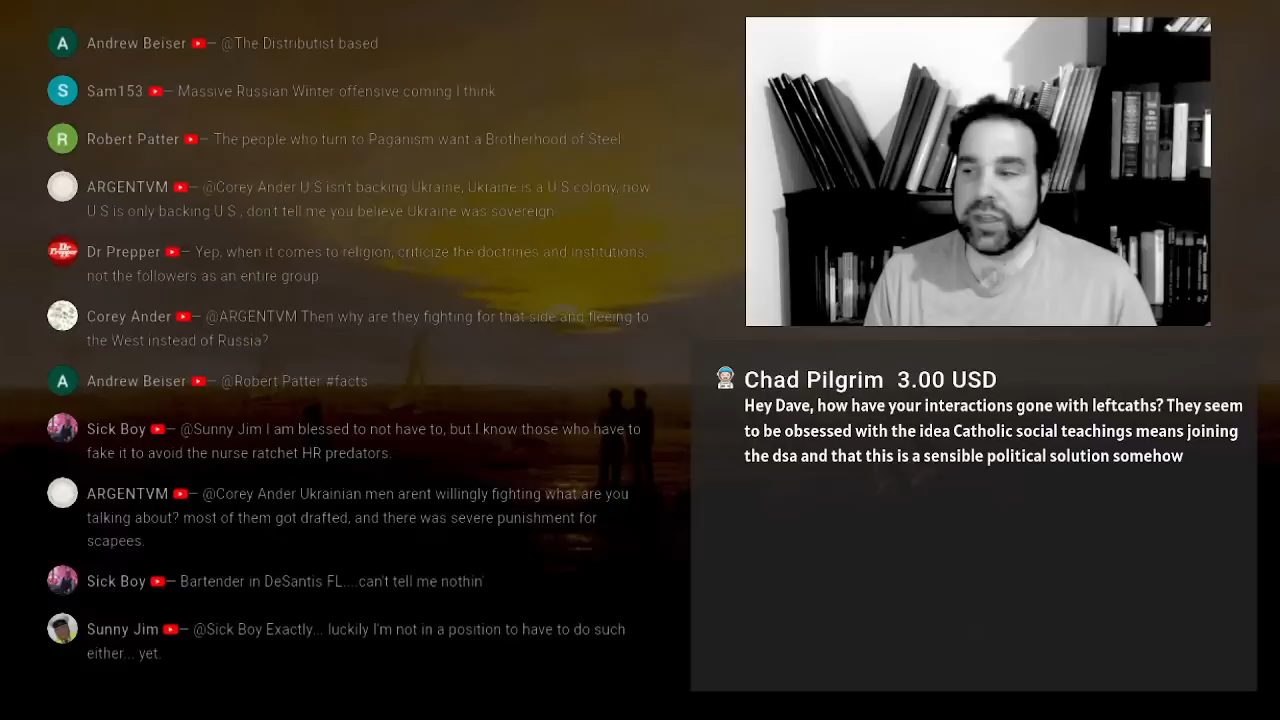 Andrew Beiser — @The Distributist based
Sam153 — Massive Russian Winter offensive coming I think
Robert Patter — The people who turn to Paganism want a Brotherhood of Steel
ARGENTVM — @Corey Ander U.S isn't backing Ukraine, Ukraine is a U.S colony, now
U.S is only backing U.S , don't tell me you believe Ukraine was sovereign
Dr Prepper — Yep, when it comes to religion, criticize the doctrines and institutions,
not the followers as an entire group
Corey Ander — @ARGENTVM Then why are they fighting for that side and fleeing to
the West instead of Russia?
Andrew Beiser — @Robert Patter #facts
Sick Boy — @Sunny Jim I am blessed to not have to, but I know those who have to
fake it to avoid the nurse ratchet HR predators.
ARGENTVM — @Corey Ander Ukrainian men arent willingly fighting what are you
talking about? most of them got drafted, and there was severe punishment for
scapees.
Sick Boy — Bartender in DeSantis FL....can't tell me nothin'
Sunny Jim — @Sick Boy Exactly... luckily I'm not in a position to have to do such
either... yet.
Chad Pilgrim 3.00 USD
Hey Dave, how have your interactions gone with leftcaths? They seem
to be obsessed with the idea Catholic social teachings means joining
the dsa and that this is a sensible political solution somehow